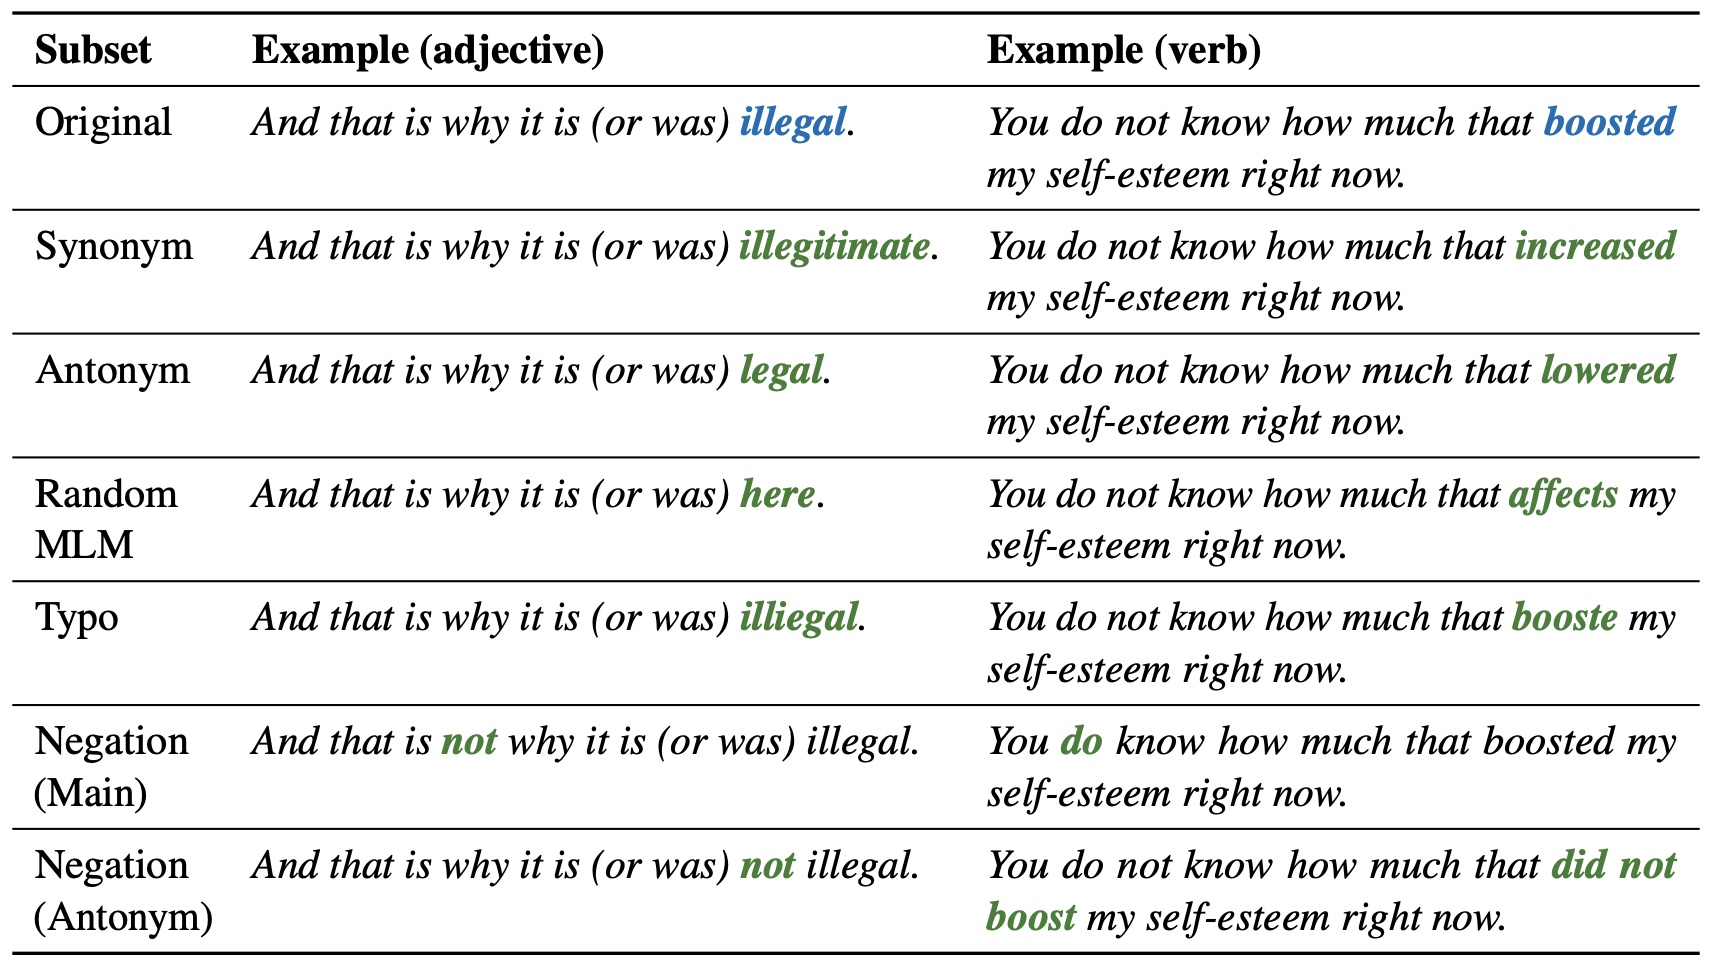 Subset Example (adjective) Example (verb)
Original And that is why it is (or was) illegal. You do not know how much that boosted
my self-esteem right now.
Synonym And that is why it is (or was) illegitimate. You do not know how much that increased
my self-esteem right now.
Antonym And that is why it is (or was) legal. You do not know how much that lowered
my self-esteem right now.
Random And that is why it is (or was) here. You do not know how much that affects my
MLM self-esteem right now.
Typo And that is why it is (or was) illiegal. You do not know how much that booste my
self-esteem right now.
Negation And that is not why it is (or was) illegal. You do know how much that boosted my
(Main) self-esteem right now.
Negation And that is why it is (or was) not illegal. You do not know how much that did not
(Antonym) boost my self-esteem right now.